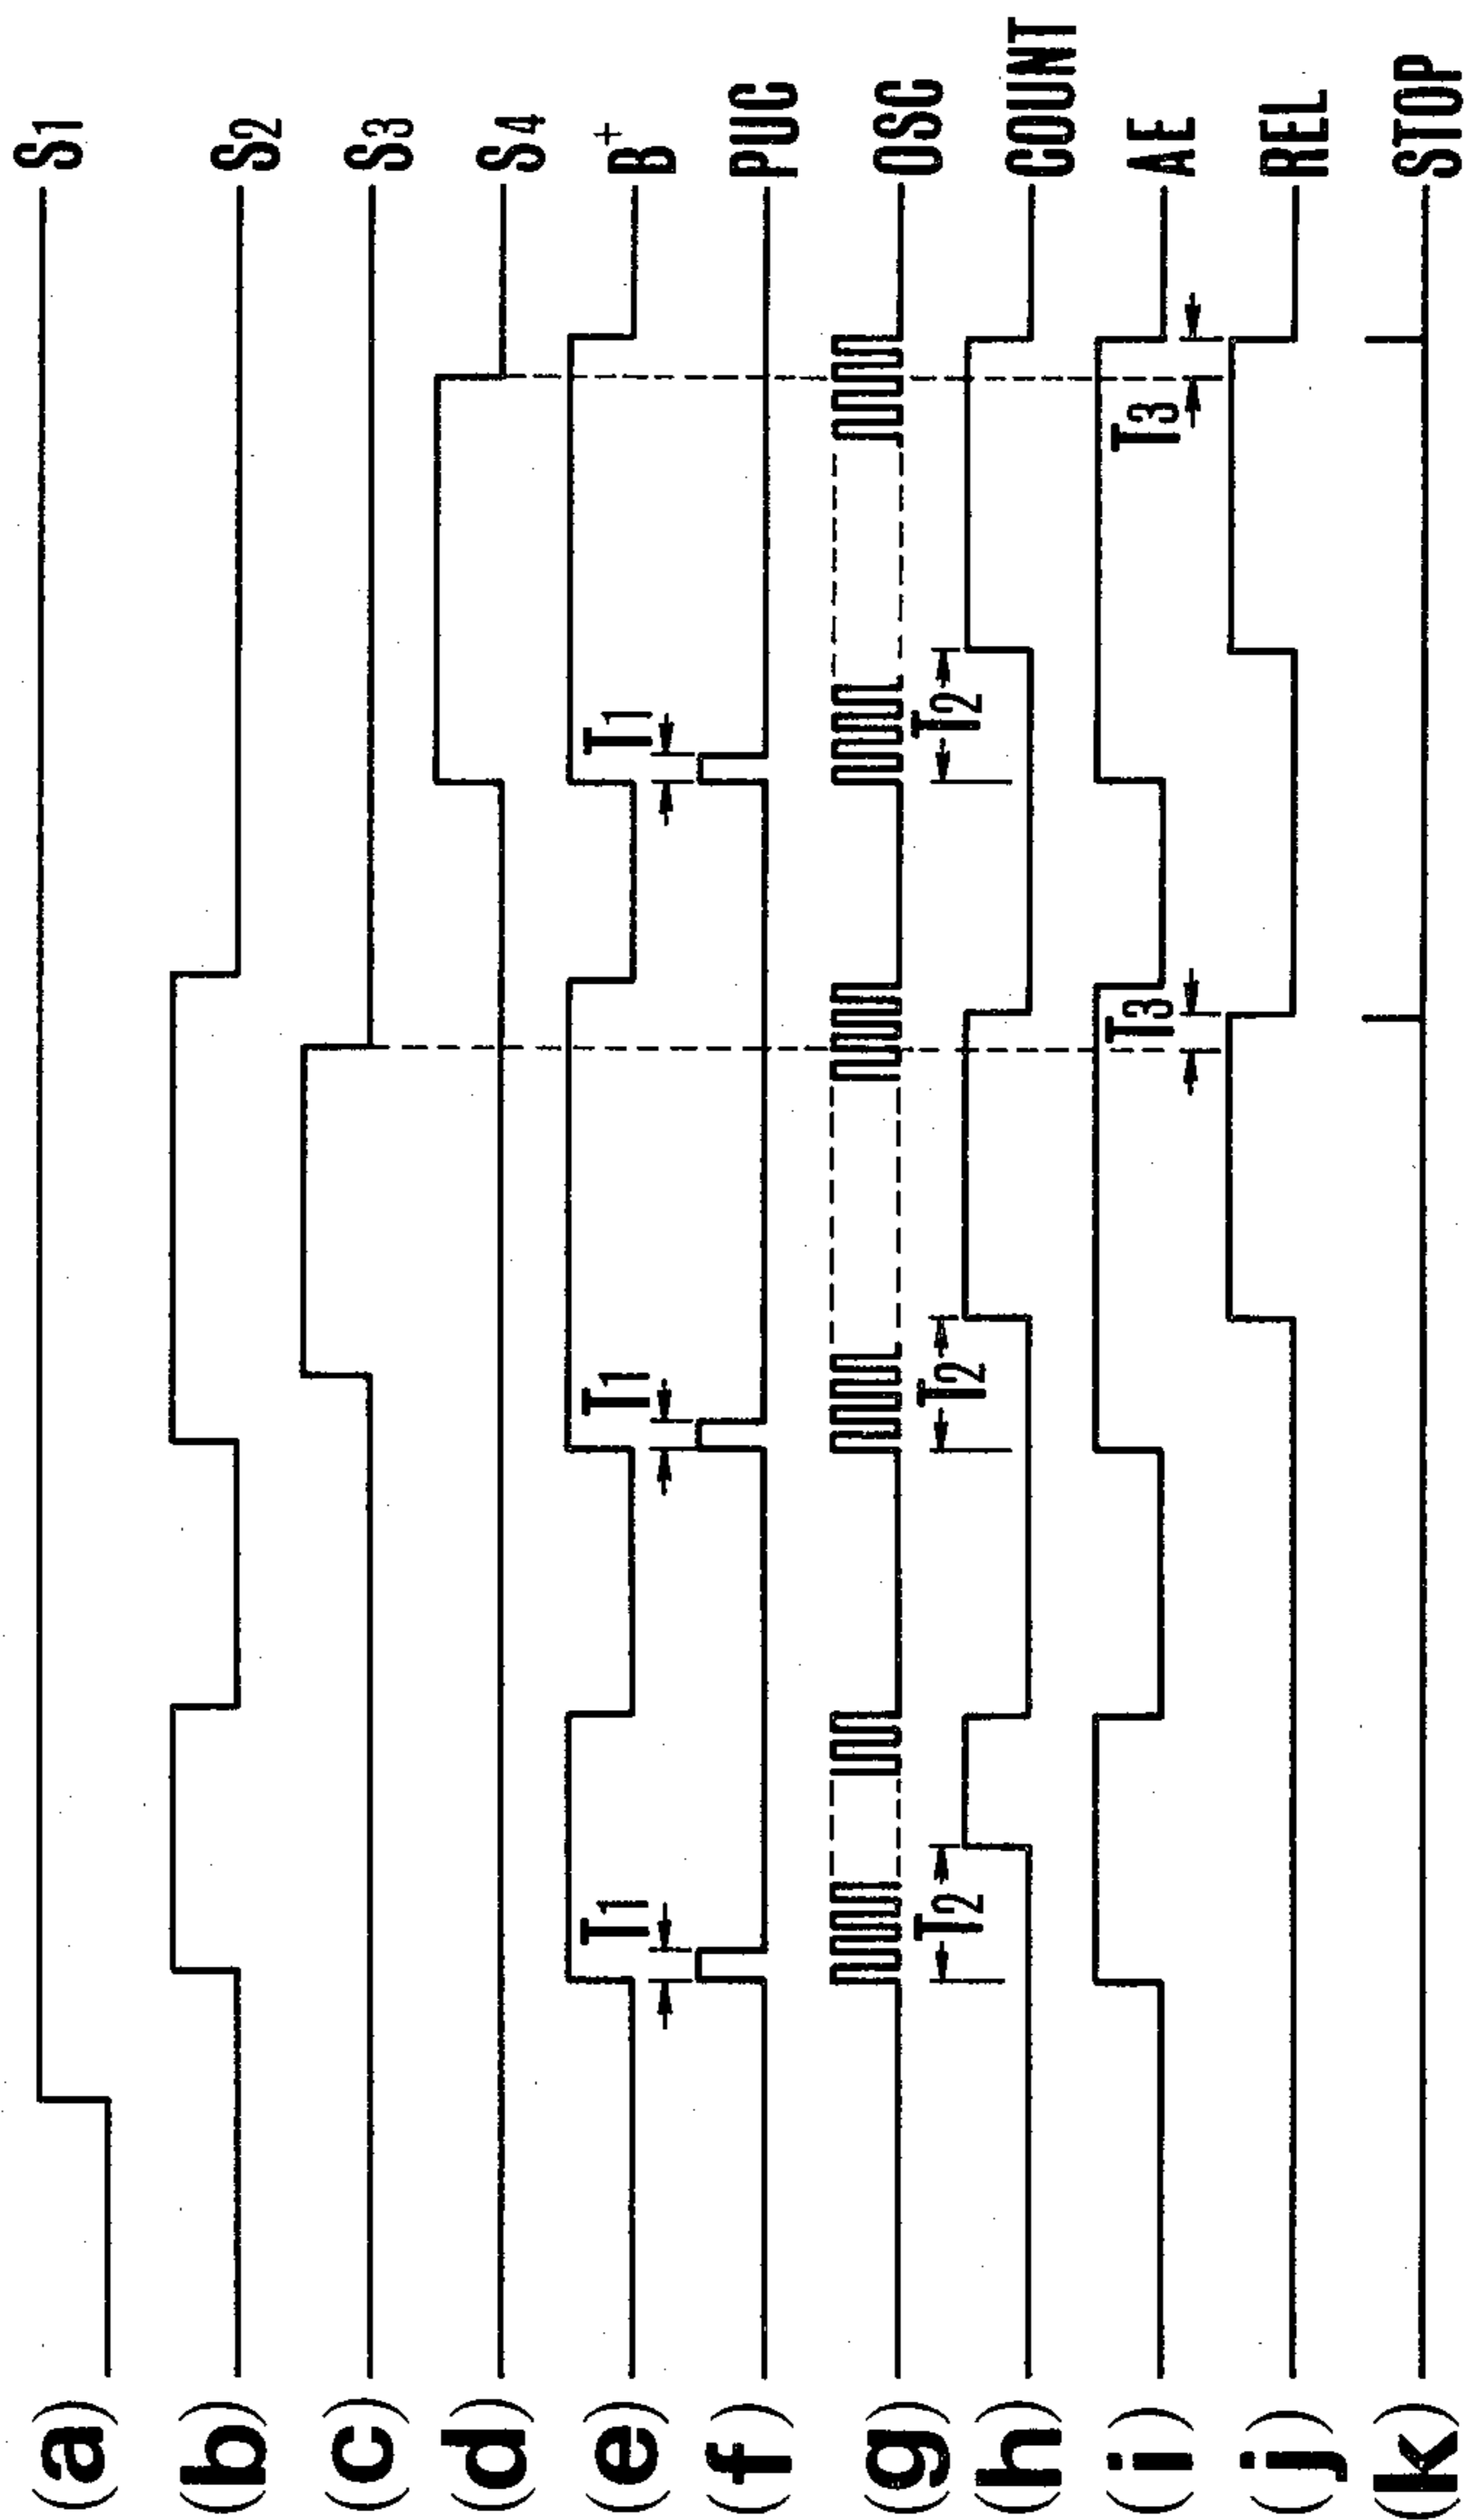 (a) S1
(b) S2
(c) S3
(d) S4
(e) B+
T1 T1 T1
(f) PUC
(g) OSC
T2 T2 T2
(h) COUNT
(i) AE
T3 T3
(j) REL
(k) STOP